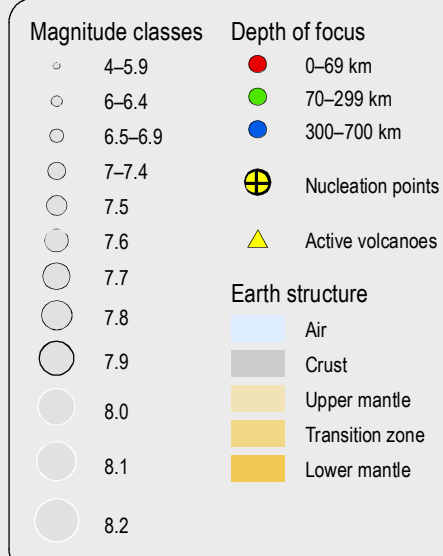 Magnitude classes
4–5.9
6–6.4
6.5–6.9
7–7.4
7.5
7.6
7.7
7.8
7.9
8.0
8.1
8.2
Depth of focus
0–69 km
70–299 km
300–700 km
Nucleation points
Active volcanoes
Earth structure
Air
Crust
Upper mantle
Transition zone
Lower mantle